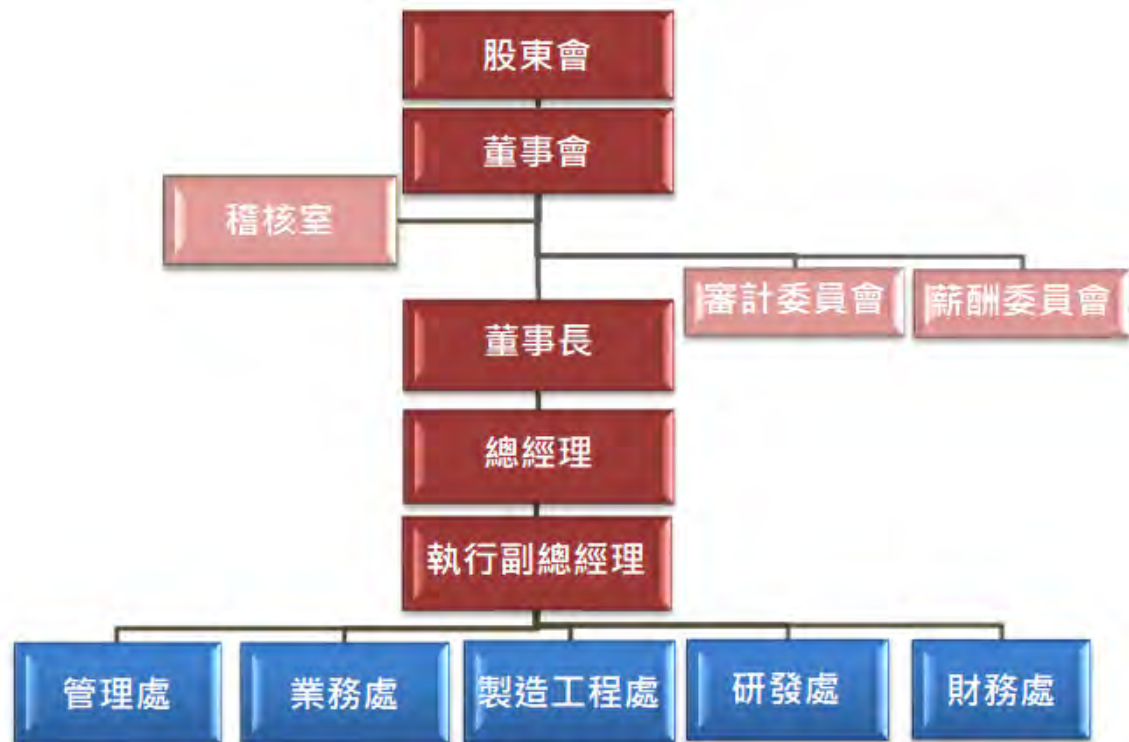 股東會
董事會
稽核室
審計委員會
薪酬委員會
董事長
總經理
執行副總經理
管理處
業務處
製造工程處
研發處
財務處